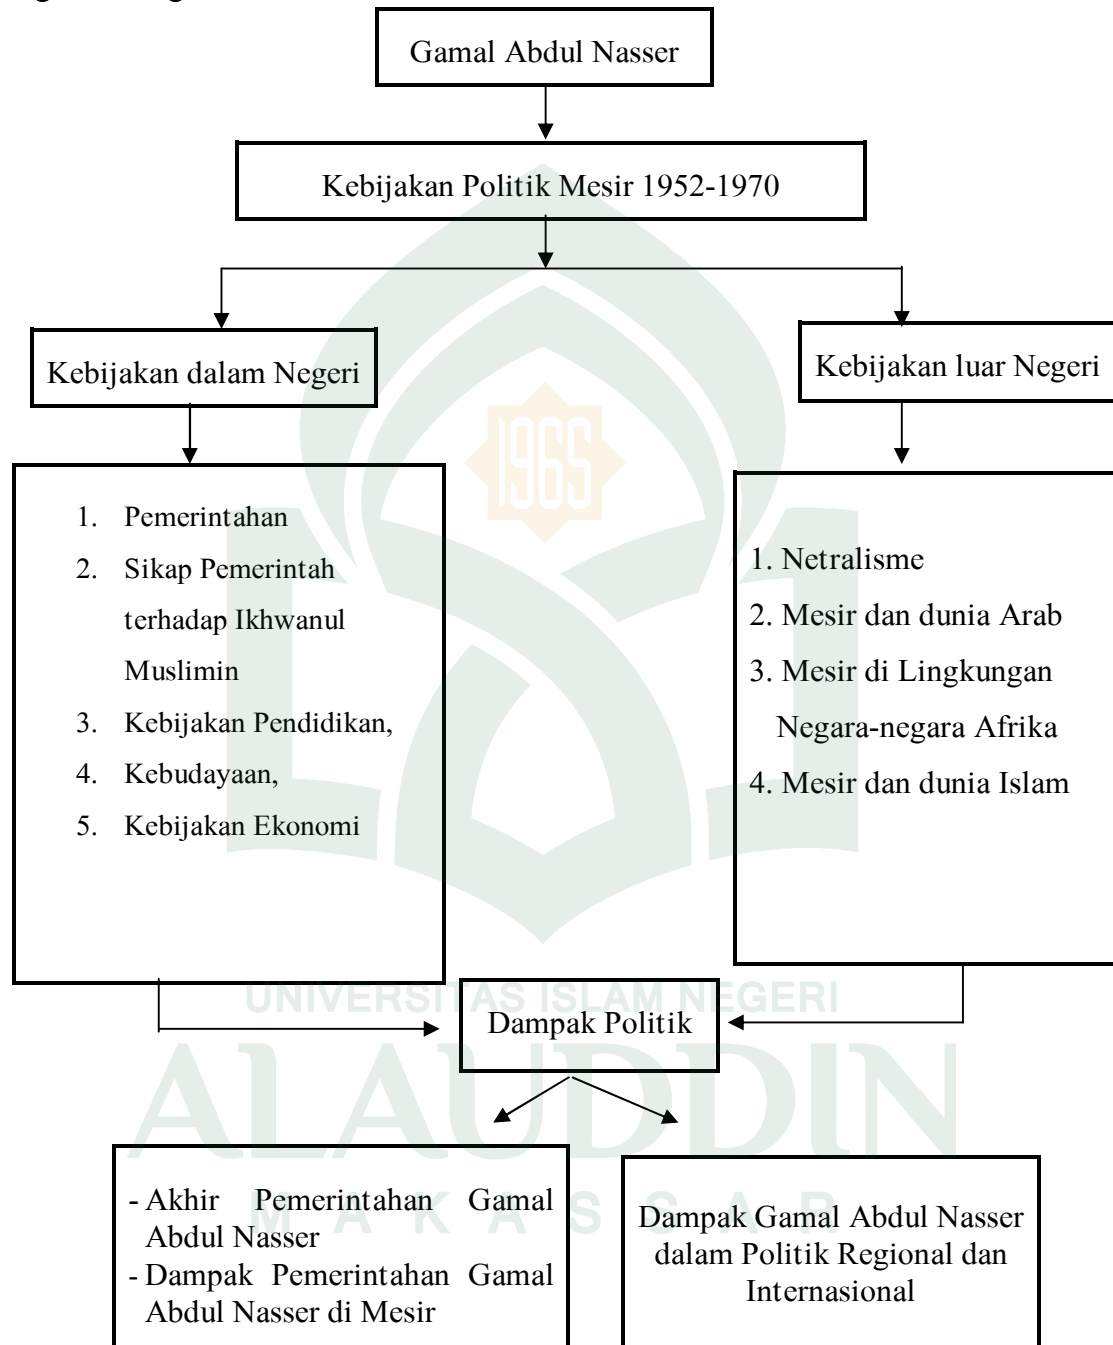 Gamal Abdul Nasser
Kebijakan Politik Mesir 1952-1970
Kebijakan dalam Negeri
Kebijakan luar Negeri
1. Pemerintahan
2. Sikap Pemerintah
terhadap Ikhwanul
Muslimin
3. Kebijakan Pendidikan,
4. Kebudayaan,
5. Kebijakan Ekonomi
1. Netralisme
2. Mesir dan dunia Arab
3. Mesir di Lingkungan
Negara-negara Afrika
4. Mesir dan dunia Islam
1965
UNIVERSITAS ISLAM NEGERI
ALAUDDIN
MAKASSAR
Dampak Politik
- Akhir Pemerintahan Gamal
Abdul Nasser
- Dampak Pemerintahan Gamal
Abdul Nasser di Mesir
Dampak Gamal Abdul Nasser
dalam Politik Regional dan
Internasional